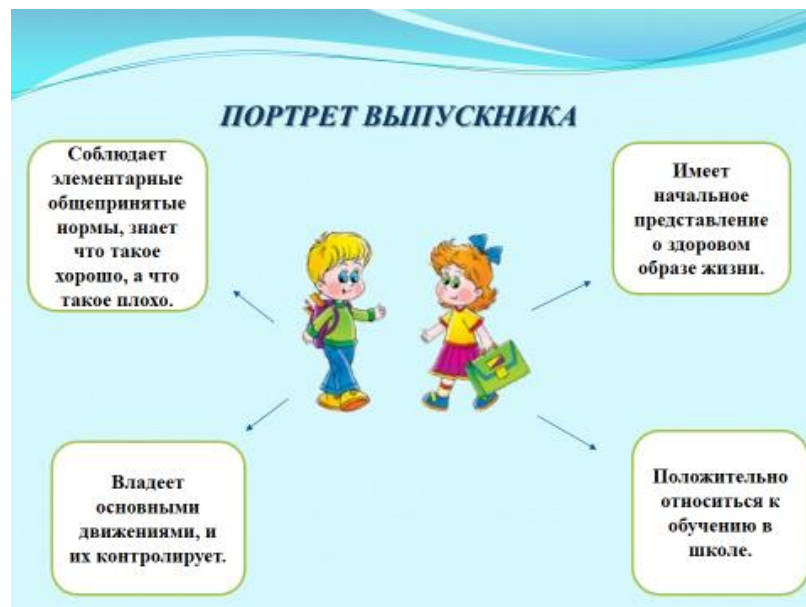 ПОРТРЕТ ВЫПУСКНИКА
Соблюдает
элементарные
общепринятые
нормы, знает
что такое
хорошо, а что
такое плохо.
Имеет
начальное
представление
о здоровом
образе жизни.
Владеет
основными
движениями, и
их контролирует.
Положительно
относиться к
обучению в
школе.